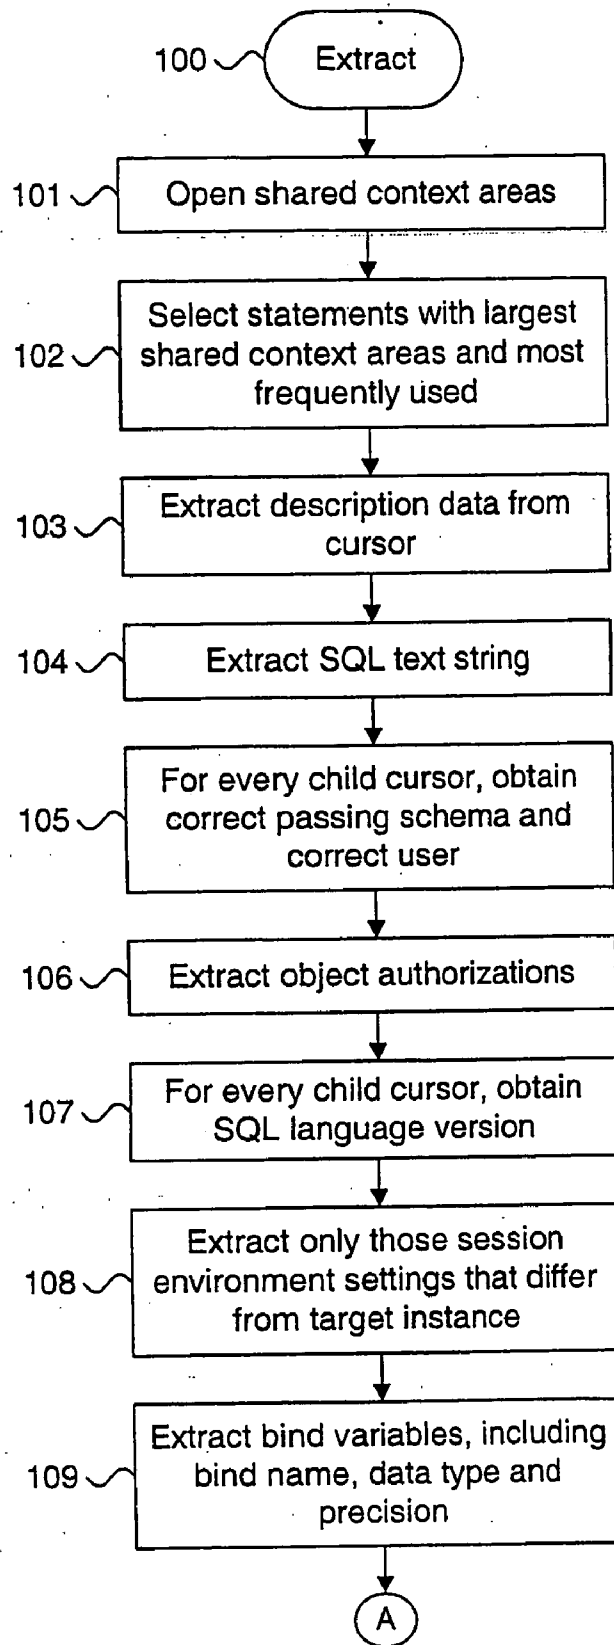 100 Extract
101 Open shared context areas
Select statements with largest
102 shared context areas and most
frequently used
Extract description data from
103 cursor
104 Extract SQL text string
For every child cursor, obtain
105 correct passing schema and
correct user
106 Extract object authorizations
For every child cursor, obtain
107 SQL language version
Extract only those session
108 environment settings that differ
from target instance
Extract bind variables, including
109 bind name, data type and
precision
A